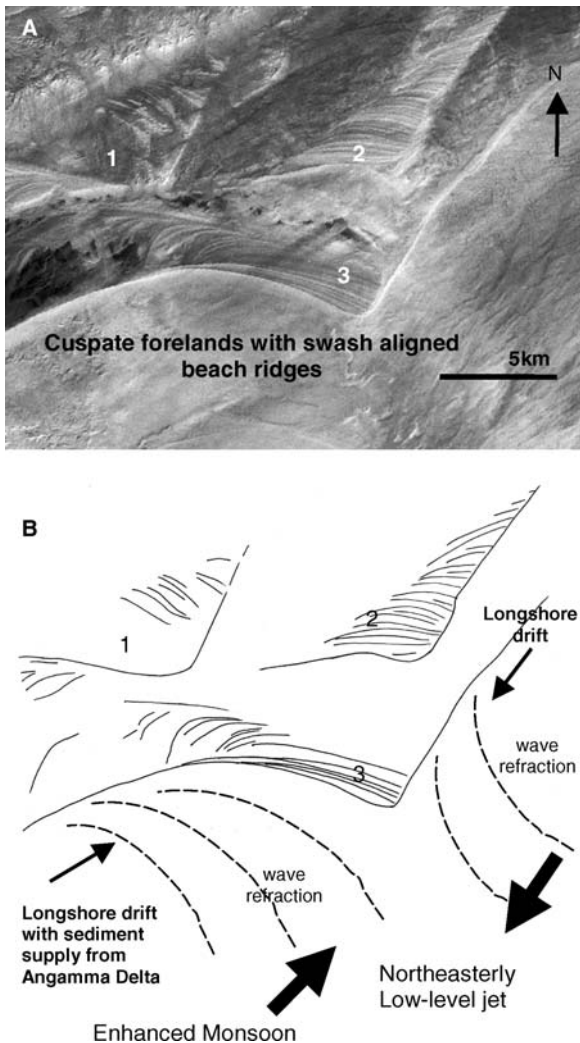 A
N
1
2
3
Cuspate forelands with swash aligned
beach ridges
5km
B
1
2
Longshore
drift
wave
refraction
3
wave
refraction
Longshore drift
with sediment
supply from
Angamma Delta
Northeasterly
Low-level jet
Enhanced Monsoon